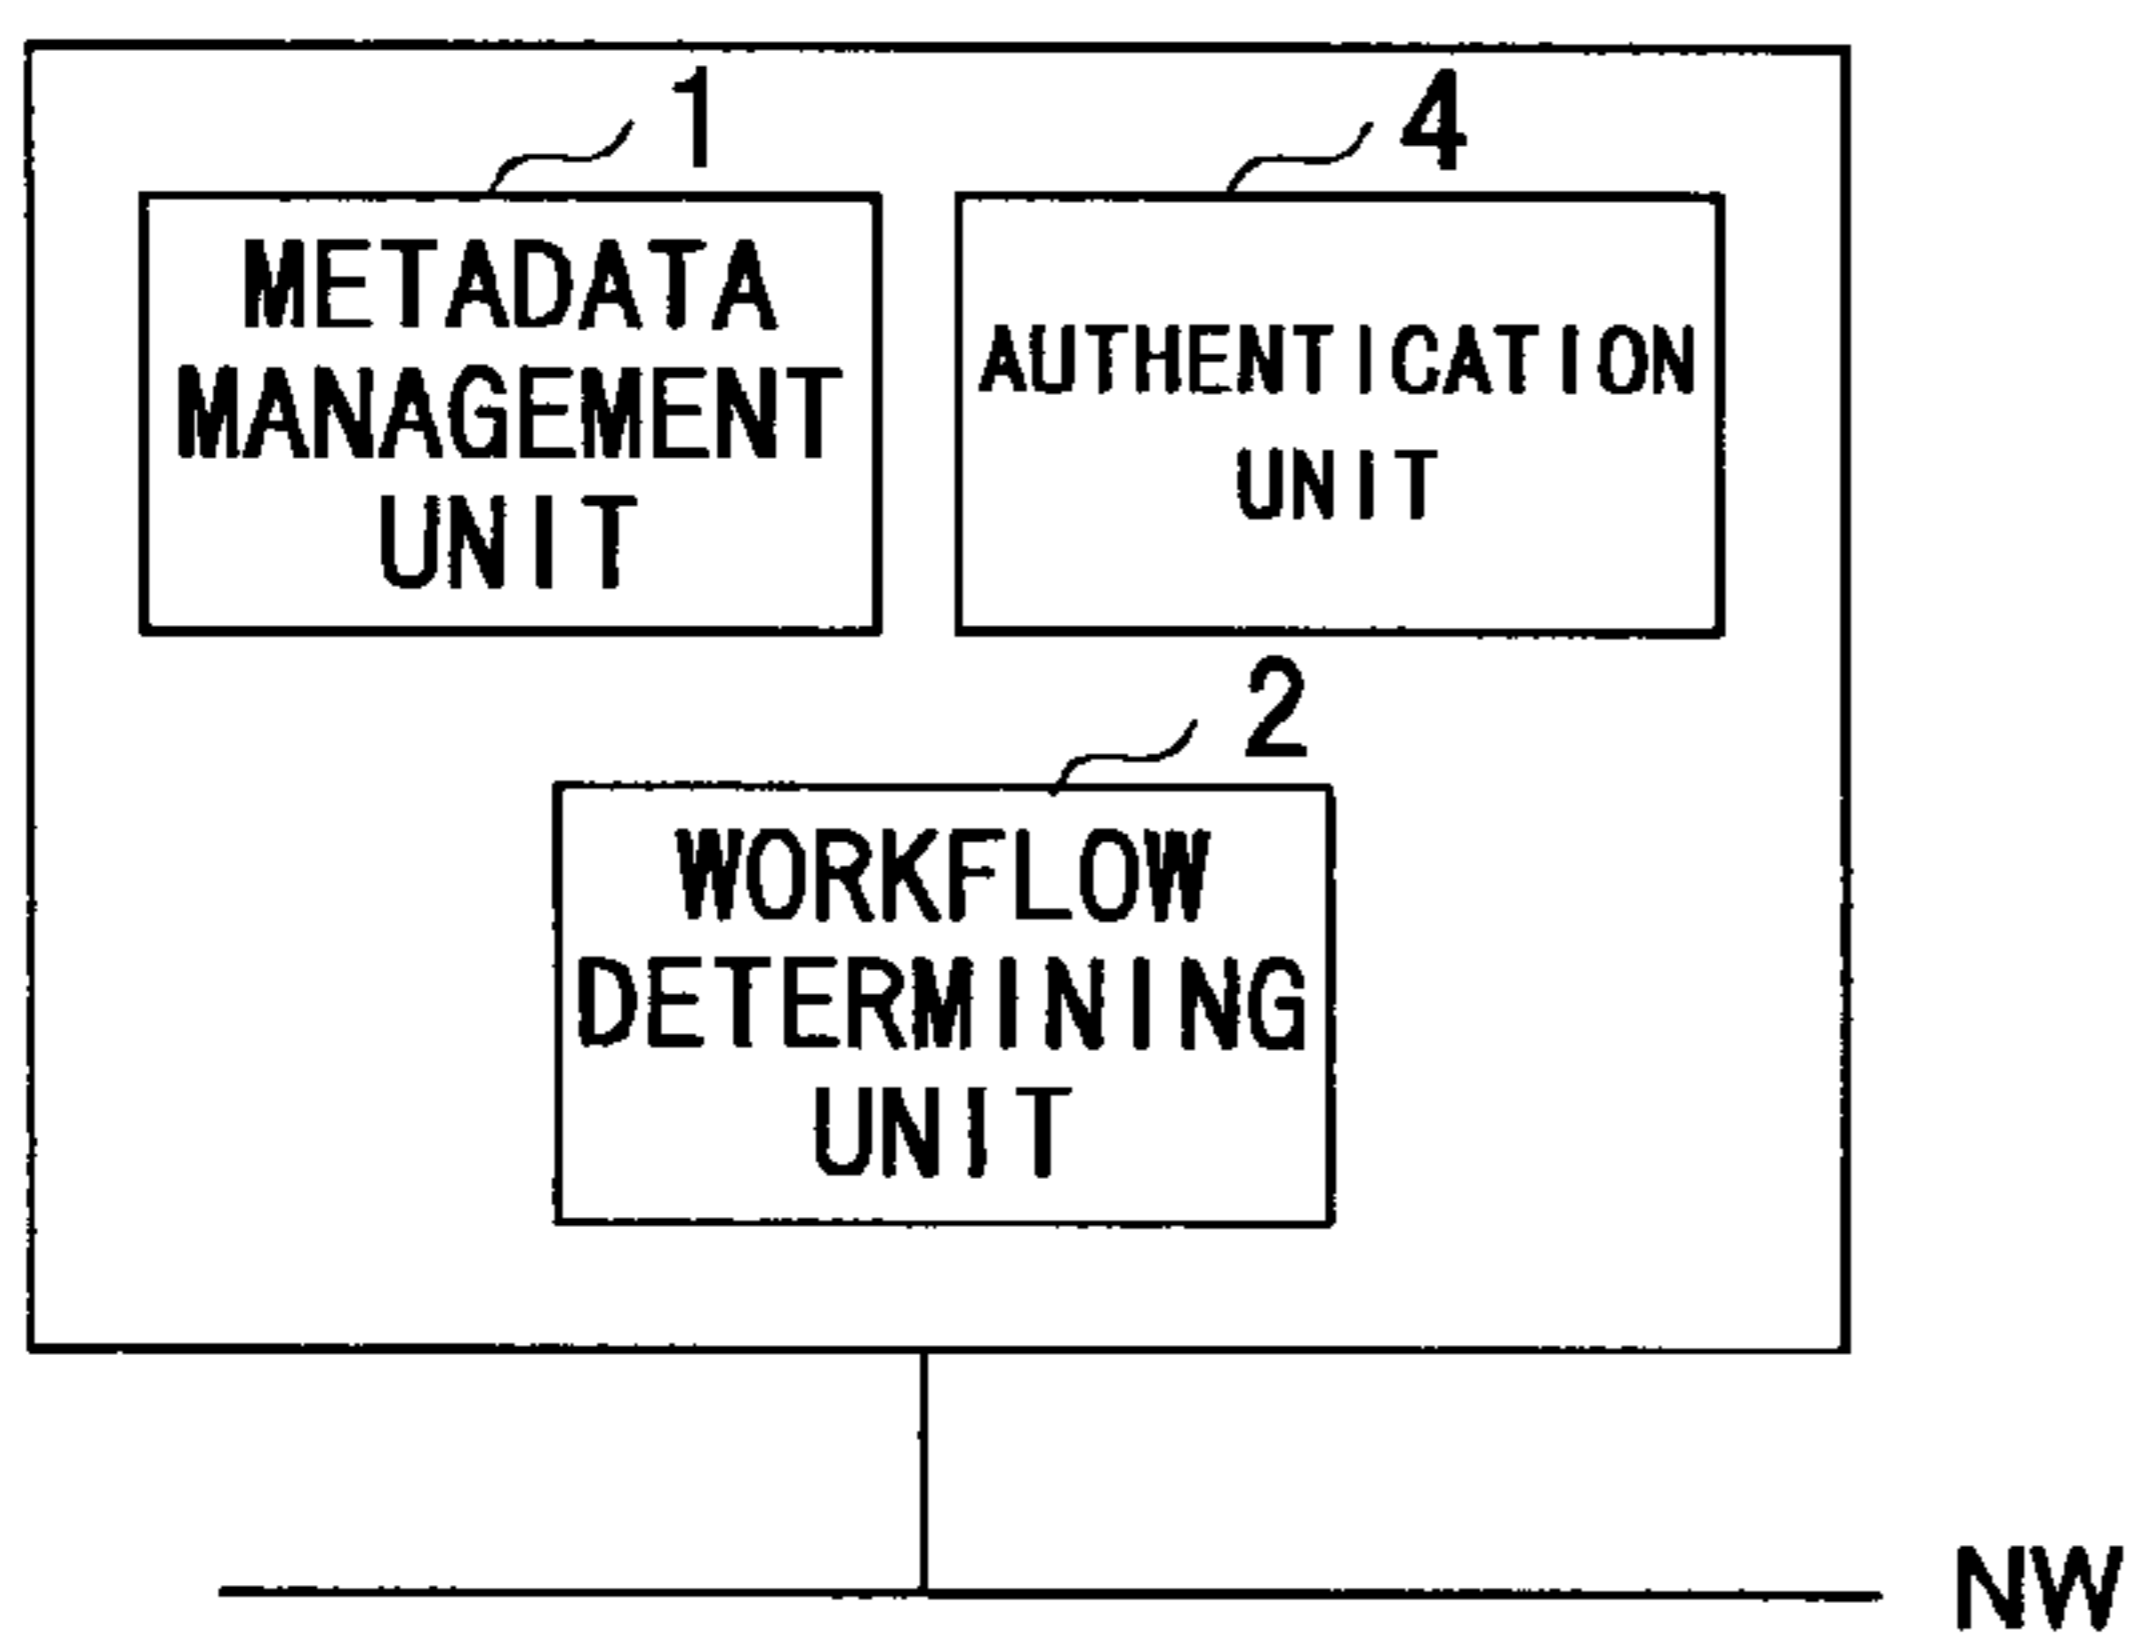 1
METADATA
MANAGEMENT
UNIT
4
AUTHENTICATION
UNIT
2
WORKFLOW
DETERMINING
UNIT
NW